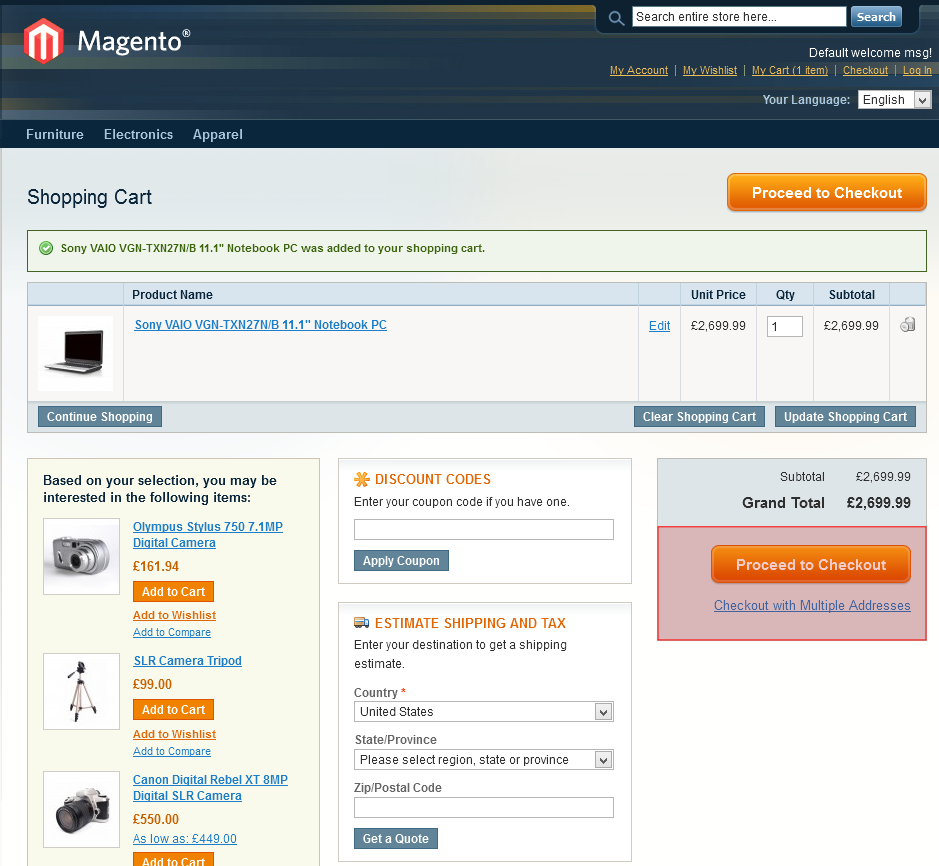 Search entire store here...
Search
Magento®
Default welcome msg!
My Account | My Wishlist | My Cart (1 item) | Checkout | Log In
Your Language: English
Furniture Electronics Apparel
Shopping Cart
Proceed to Checkout
Sony VAIO VGN-TXN27N/B 11.1" Notebook PC was added to your shopping cart.
Product Name Unit Price Qty Subtotal
Sony VAIO VGN-TXN27N/B 11.1" Notebook PC Edit £2,699.99 1 £2,699.99
Continue Shopping Clear Shopping Cart Update Shopping Cart
Based on your selection, you may be
interested in the following items:
Olympus Stylus 750 7.1MP
Digital Camera
£161.94
Add to Cart
Add to Wishlist
Add to Compare
SLR Camera Tripod
£99.00
Add to Cart
Add to Wishlist
Add to Compare
Canon Digital Rebel XT 8MP
Digital SLR Camera
£550.00
As low as: £449.00
Add to Cart
DISCOUNT CODES
Enter your coupon code if you have one.
Apply Coupon
ESTIMATE SHIPPING AND TAX
Enter your destination to get a shipping
estimate.
Country *
United States
State/Province
Please select region, state or province
Zip/Postal Code
Get a Quote
Subtotal £2,699.99
Grand Total £2,699.99
Proceed to Checkout
Checkout with Multiple Addresses